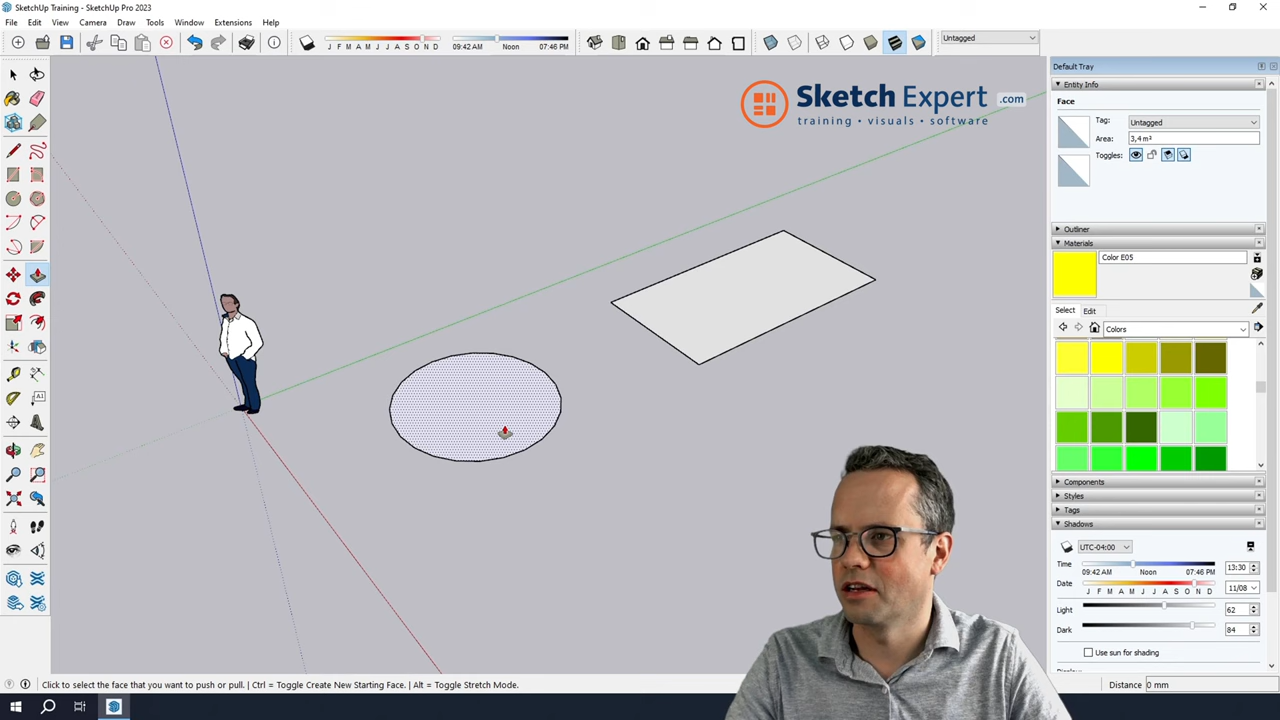 SketchUp Training - SketchUp Pro 2023
File Edit View Camera Draw Tools Window Extensions Help
J F M A M J J A S O N D
09:42 AM Noon 07:46 PM
Untagged
Sketch Expert .com
training • visuals • software
Default Tray
Entity Info
Face
Tag: Untagged
Area: 3,4 m²
Toggles:
Outliner
Materials
Color E05
Select Edit
Colors
Components
Styles
Tags
Shadows
UTC-04:00
Time 13:30
09:42 AM Noon 07:46 PM
Date 11/08
J F M A M J J A S O N D
Light 62
Dark 84
Use sun for shading
Click to select the face that you want to push or pull. | Ctrl = Toggle Create New Starting Face. | Alt = Toggle Stretch Mode.
Distance 0 mm